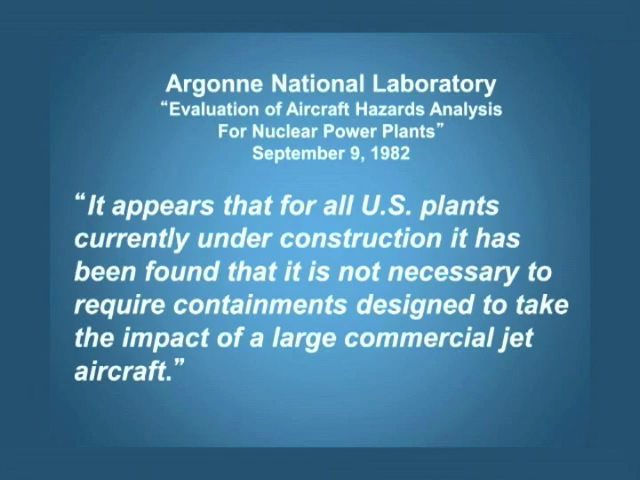 Argonne National Laboratory
“Evaluation of Aircraft Hazards Analysis
For Nuclear Power Plants”
September 9, 1982
“It appears that for all U.S. plants
currently under construction it has
been found that it is not necessary to
require containments designed to take
the impact of a large commercial jet
aircraft.”